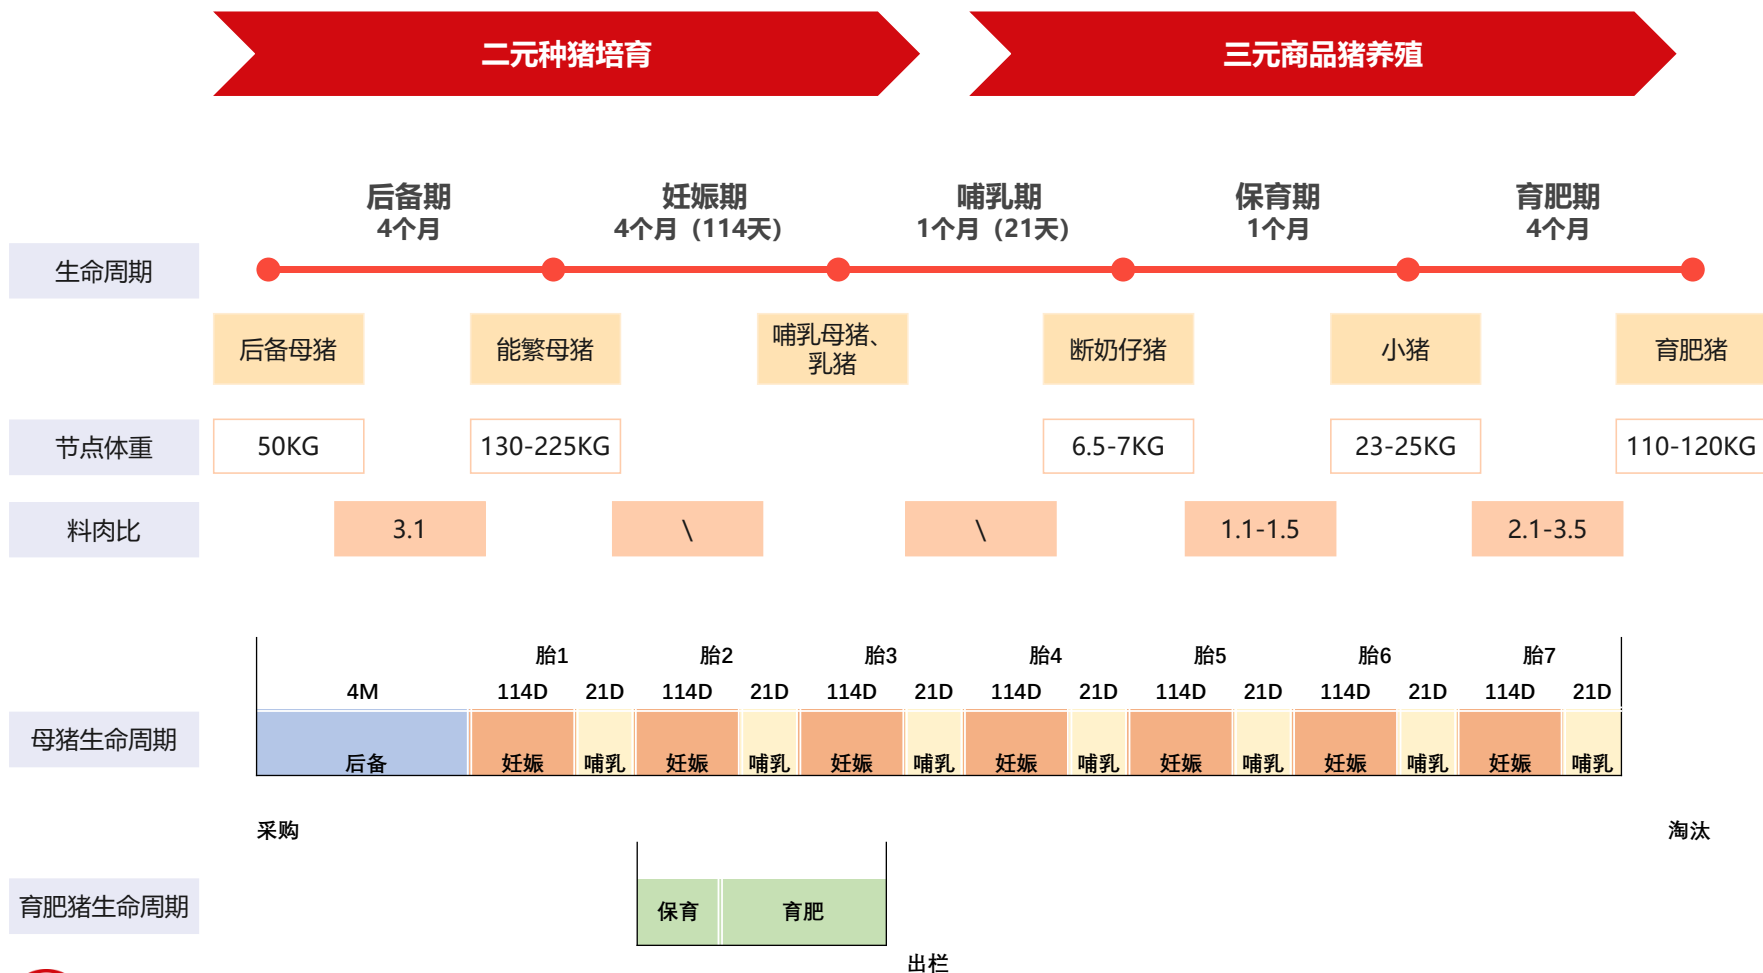 二元种猪培育
三元商品猪养殖
后备期
4个月
妊娠期
4个月（114天）
哺乳期
1个月（21天）
保育期
1个月
育肥期
4个月
生命周期
后备母猪
能繁母猪
哺乳母猪、
乳猪
断奶仔猪
小猪
育肥猪
节点体重
50KG
130-225KG
6.5-7KG
23-25KG
110-120KG
料肉比
3.1
\
\
1.1-1.5
2.1-3.5
胎1 胎2 胎3 胎4 胎5 胎6 胎7
4M 114D 21D 114D 21D 114D 21D 114D 21D 114D 21D 114D 21D 114D 21D
母猪生命周期
后备 妊娠 哺乳 妊娠 哺乳 妊娠 哺乳 妊娠 哺乳 妊娠 哺乳 妊娠 哺乳 妊娠 哺乳
采购
淘汰
育肥猪生命周期
保育 育肥
出栏